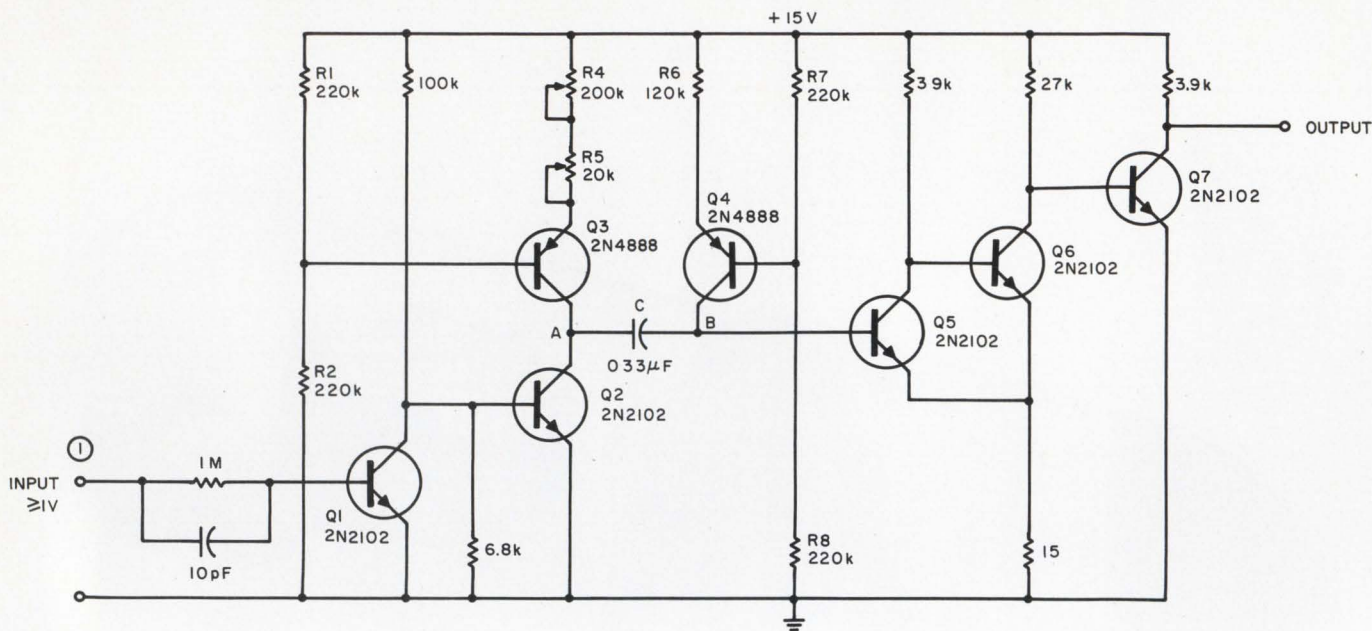 +15V
R1
220k
100k
R4
200k
R6
120k
R7
220k
3 9k
27k
3.9k
OUTPUT
R5
20k
Q4
2N4888
Q7
2N2102
Q3
2N4888
Q6
2N2102
A
C
B
0 33µF
Q5
2N2102
R2
220k
Q2
2N2102
1
INPUT
≥1V
1M
Q1
2N2102
10pF
6.8k
R8
220k
15